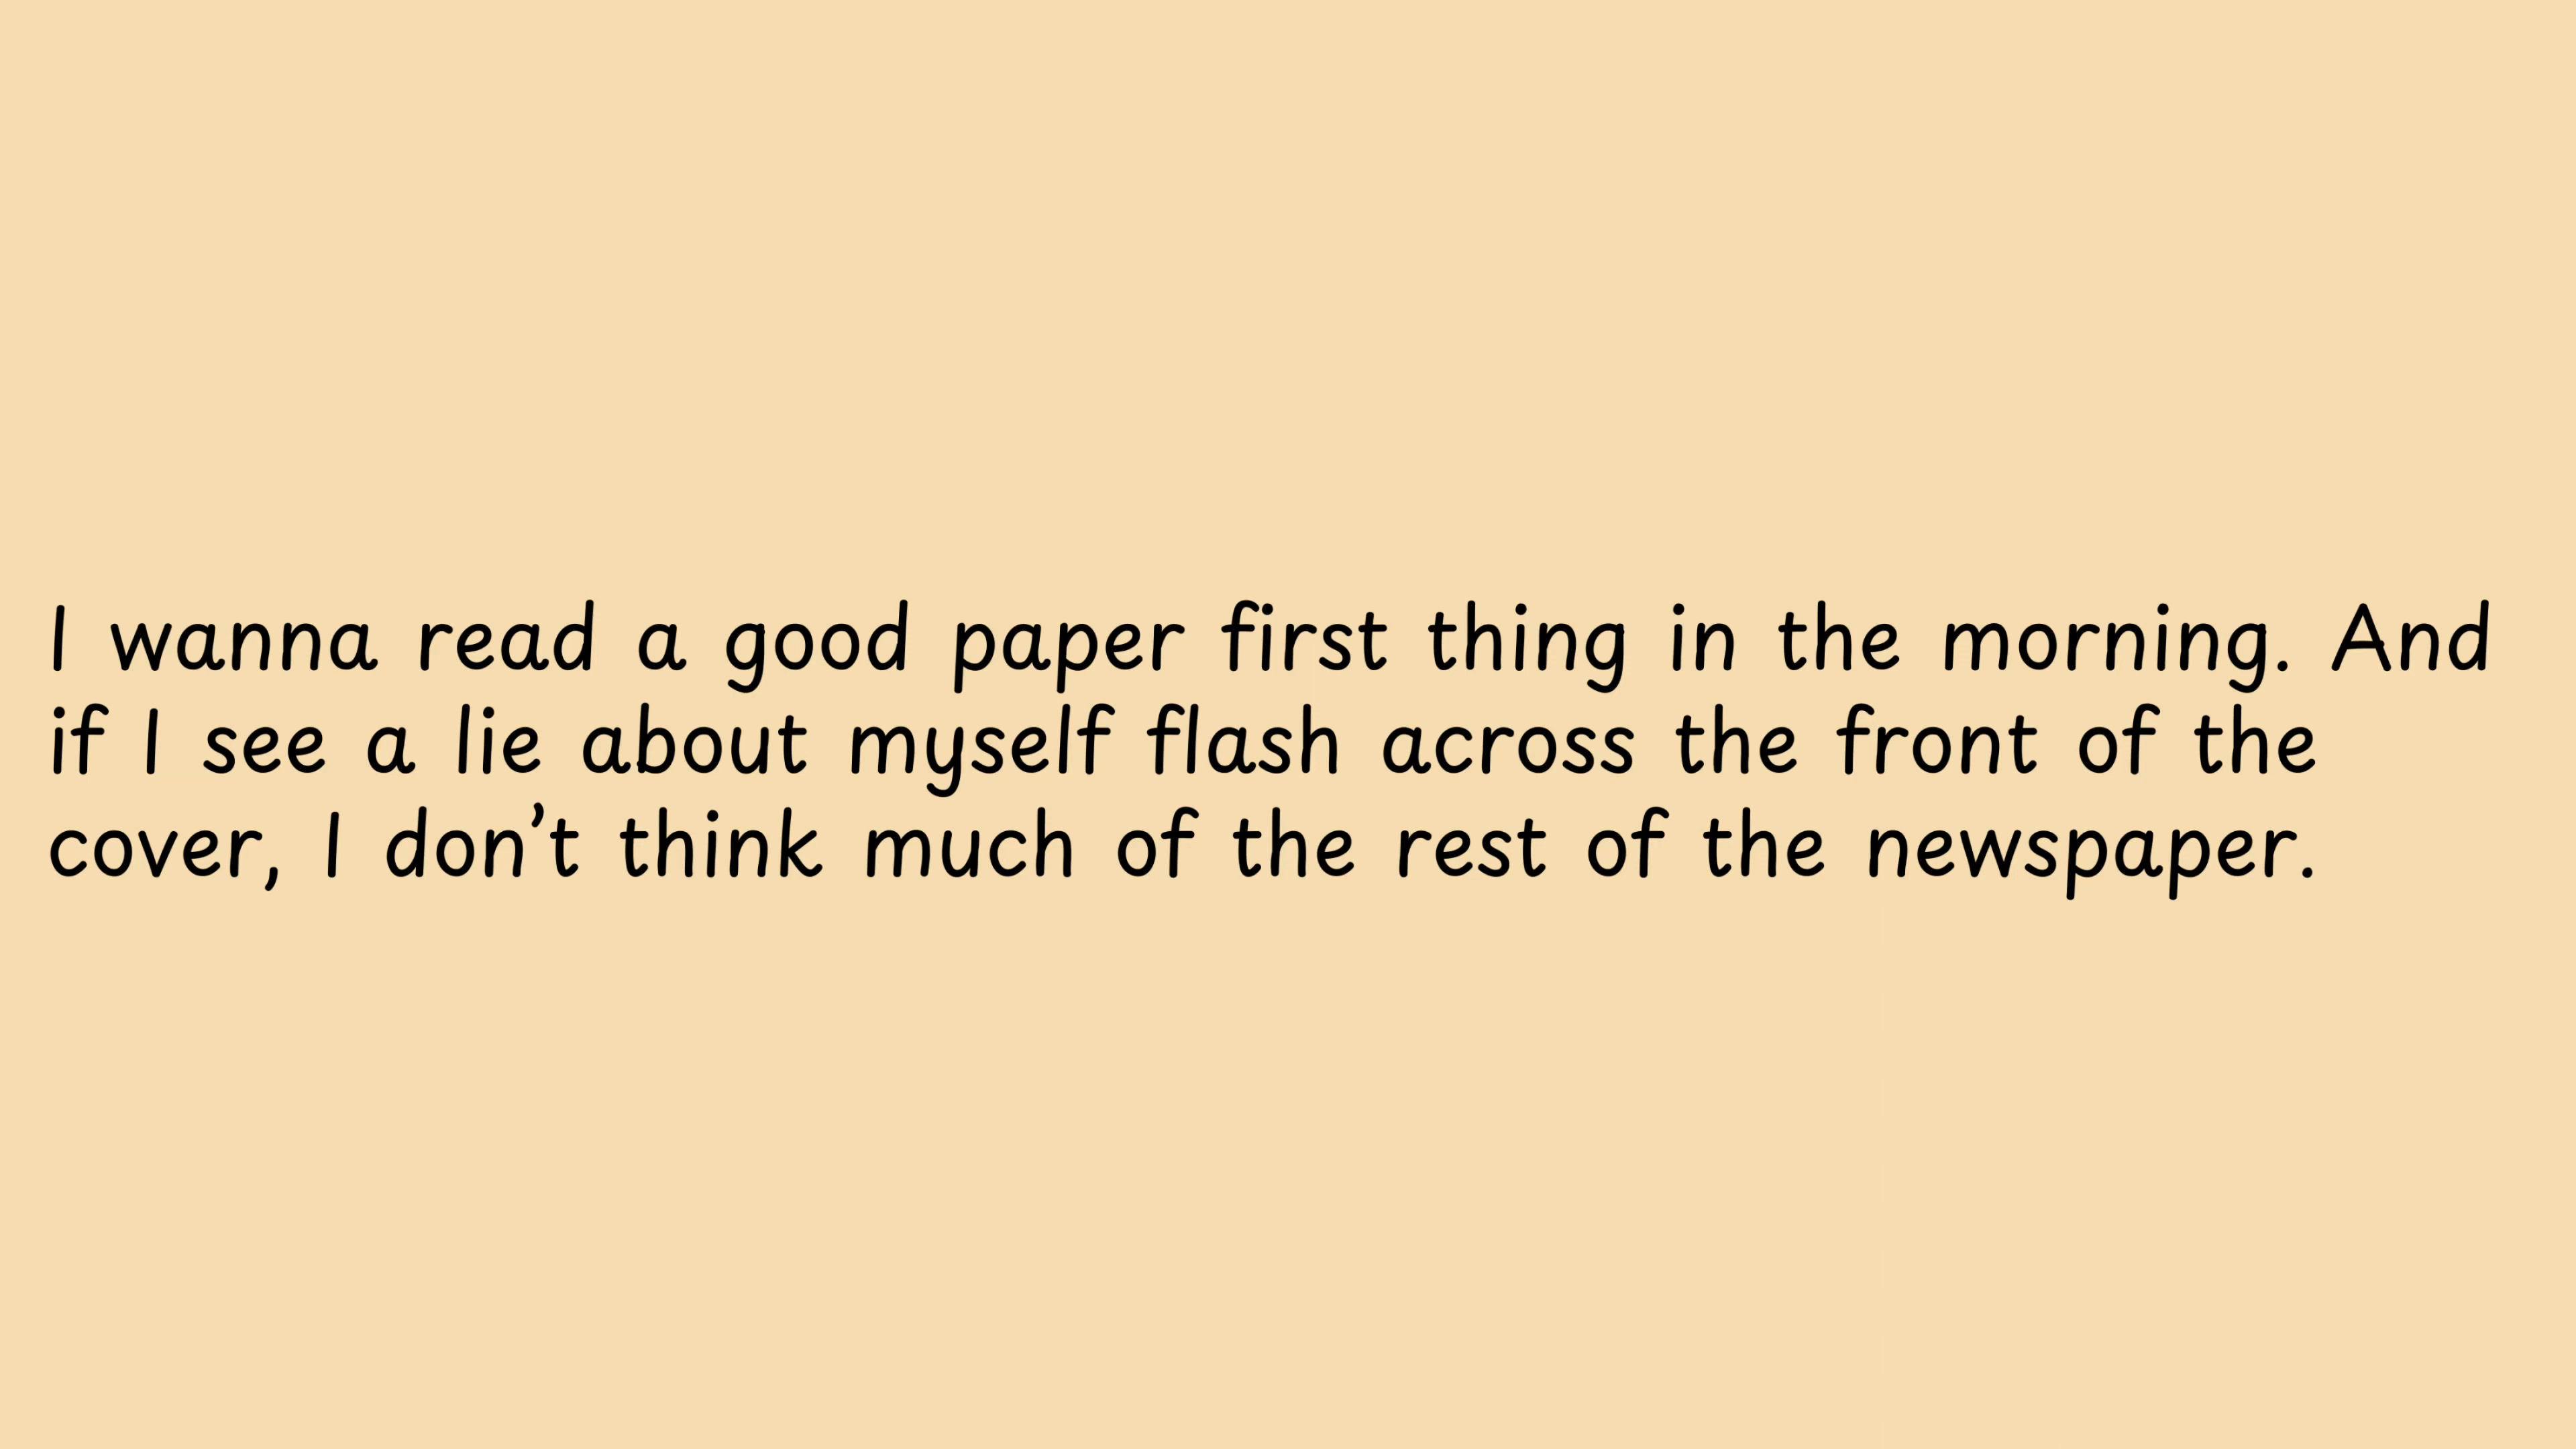 I wanna read a good paper first thing in the morning. And
if I see a lie about myself flash across the front of the
cover, I don’t think much of the rest of the newspaper.